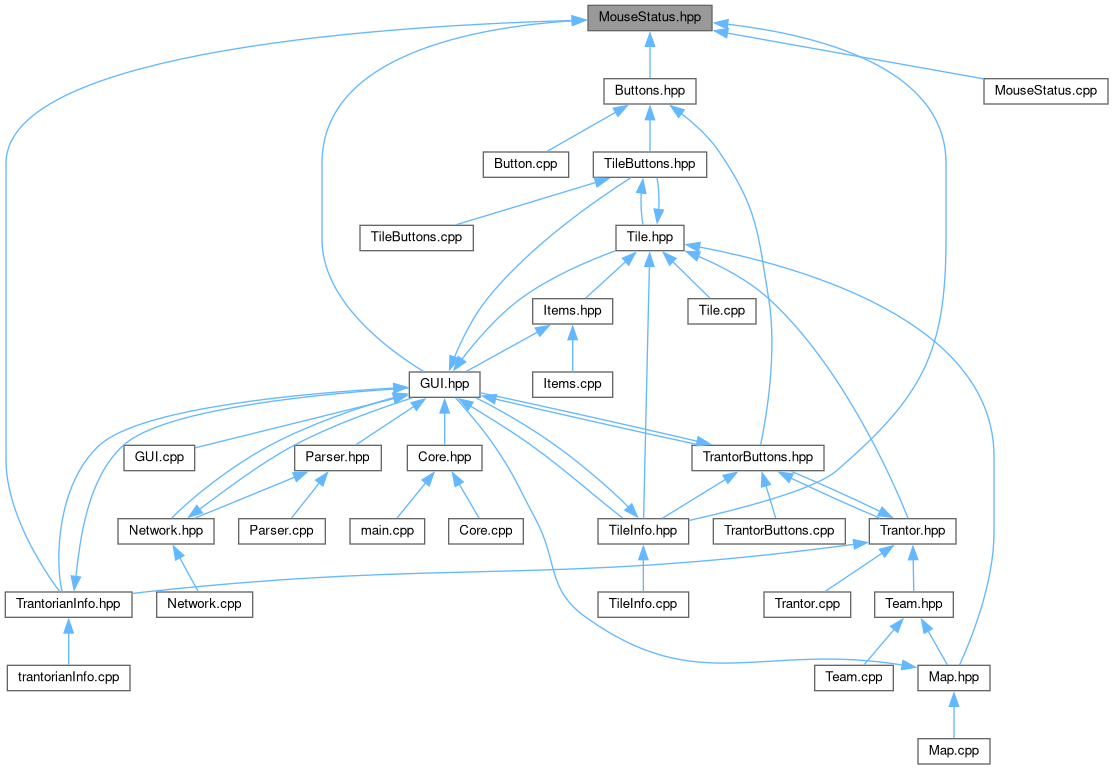 MouseStatus.hpp
Buttons.hpp
MouseStatus.cpp
Button.cpp
TileButtons.hpp
TileButtons.cpp
Tile.hpp
Items.hpp
Tile.cpp
GUI.hpp
Items.cpp
GUI.cpp
Parser.hpp
Core.hpp
TrantorButtons.hpp
Network.hpp
Parser.cpp
main.cpp
Core.cpp
TileInfo.hpp
TrantorButtons.cpp
Trantor.hpp
TrantorianInfo.hpp
Network.cpp
TileInfo.cpp
Trantor.cpp
Team.hpp
trantorianInfo.cpp
Team.cpp
Map.hpp
Map.cpp